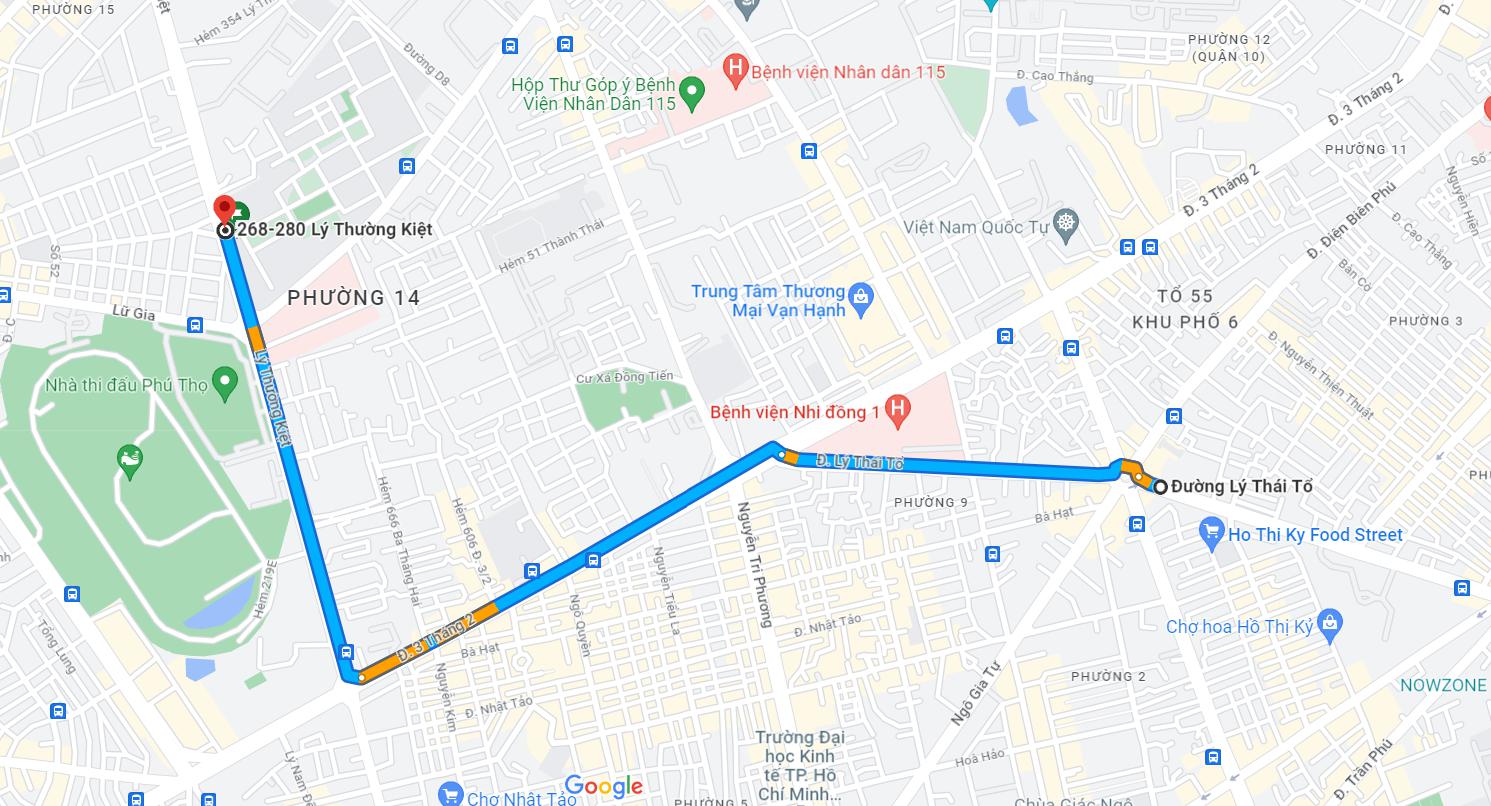 PHƯỜNG 15
Hẻm 354 Lý Th
Đường D8
Hộp Thư Góp ý Bệnh
Viện Nhân Dân 115
Bệnh viện Nhân dân 115
PHƯỜNG 12
(QUẬN 10)
Đ. Cao Thắng
Đ. 3 Tháng 2
PHƯỜNG 11
Đ. 3 Tháng 2
Nguyễn Hiền
Đ. Điện Biên Phủ
Đ. Cao Thắng
Bàn Cờ
268-280 Lý Thường Kiệt
Việt Nam Quốc Tự
Hẻm 51 Thành Thái
Số 52
PHƯỜNG 14
Trung Tâm Thương
Mại Vạn Hạnh
TỔ 55
KHU PHỐ 6
PHƯỜNG 3
Lữ Gia
Đ. Nguyễn Thiện Thuật
Nhà thi đấu Phú Thọ
Lý Thường Kiệt
Cư Xá Đồng Tiến
Bệnh viện Nhi đồng 1
Đ. Lý Thái Tổ
Đường Lý Thái Tổ
PHƯỜNG 9
Bà Hạt
Ho Thi Ky Food Street
Hẻm 666 Ba Tháng Hai
Hẻm 606 Đ. 3/2
Nguyễn Tri Phương
Nguyễn Tiểu La
Ngô Quyền
Hẻm 219E
Đ. 3 Tháng 2
Bà Hạt
Đ. Nhật Tảo
Chợ hoa Hồ Thị Kỷ
Tống Lung
Nguyễn Kim
Đ. Nhật Tảo
Ngô Gia Tự
PHƯỜNG 2
NOWZONE
Trường Đại
học Kinh
tế TP. Hồ
Chí Minh...
Hoà Hảo
Đ. Trần Phú
Lý Nam Đế
Google
Chợ Nhật Tảo
PHƯỜNG 5
Chùa Giác Ngộ